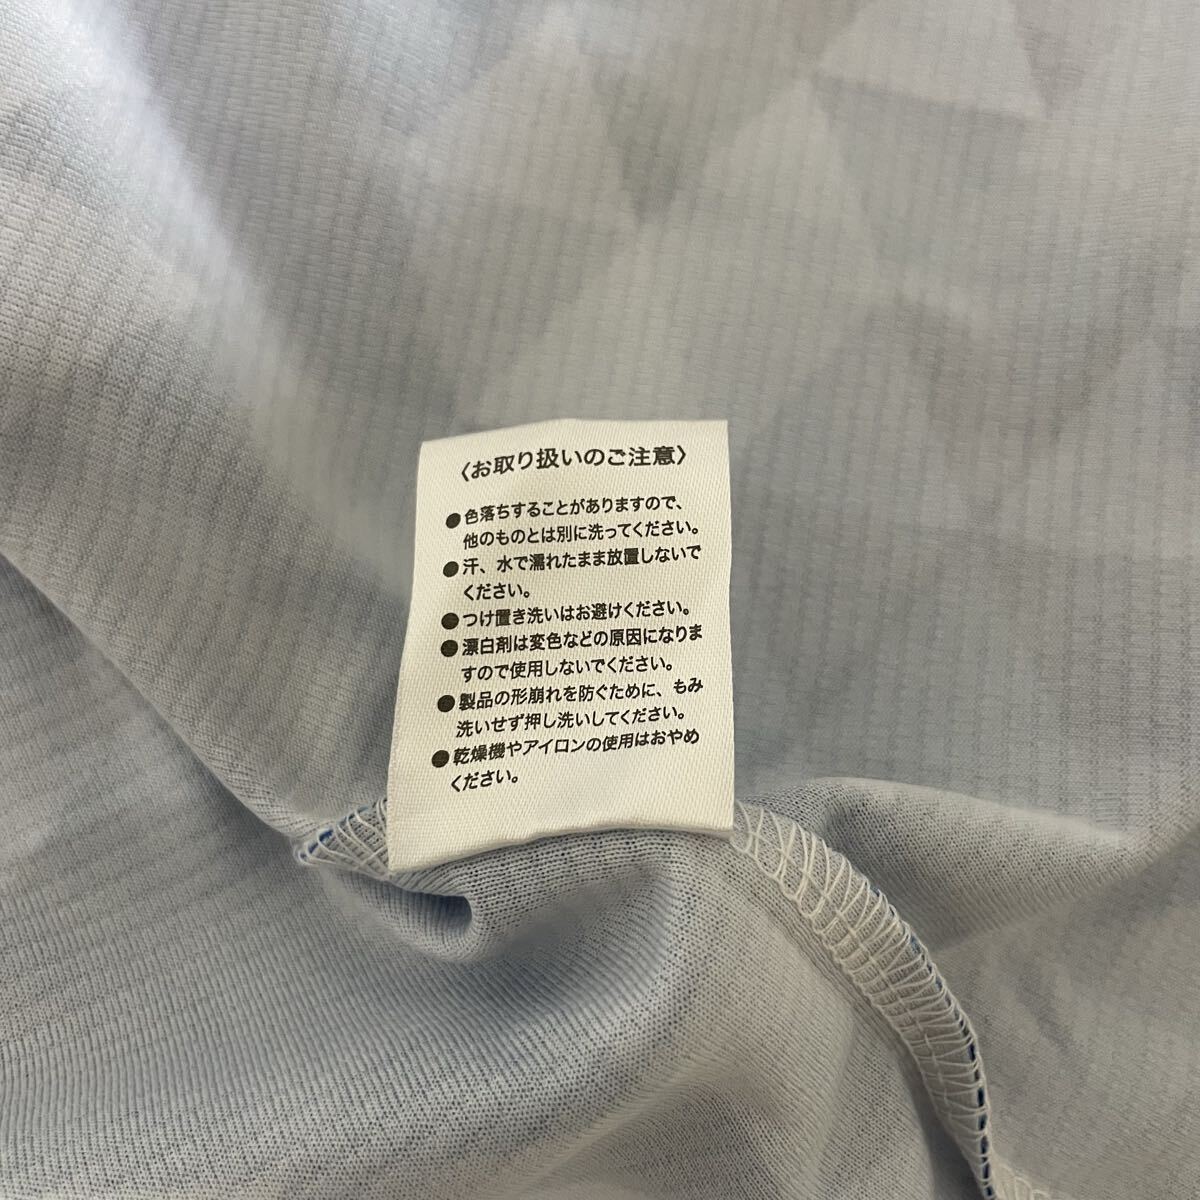 〈お取り扱いのご注意〉
●色落ちすることがありますので、
他のものとは別に洗ってください。
●汗、水で濡れたまま放置しないで
ください。
●つけ置き洗いはお避けください。
●漂白剤は変色などの原因になりま
すので使用しないでください。
●製品の形崩れを防ぐために、もみ
洗いせず押し洗いしてください。
●乾燥機やアイロンの使用はおやめ
ください。